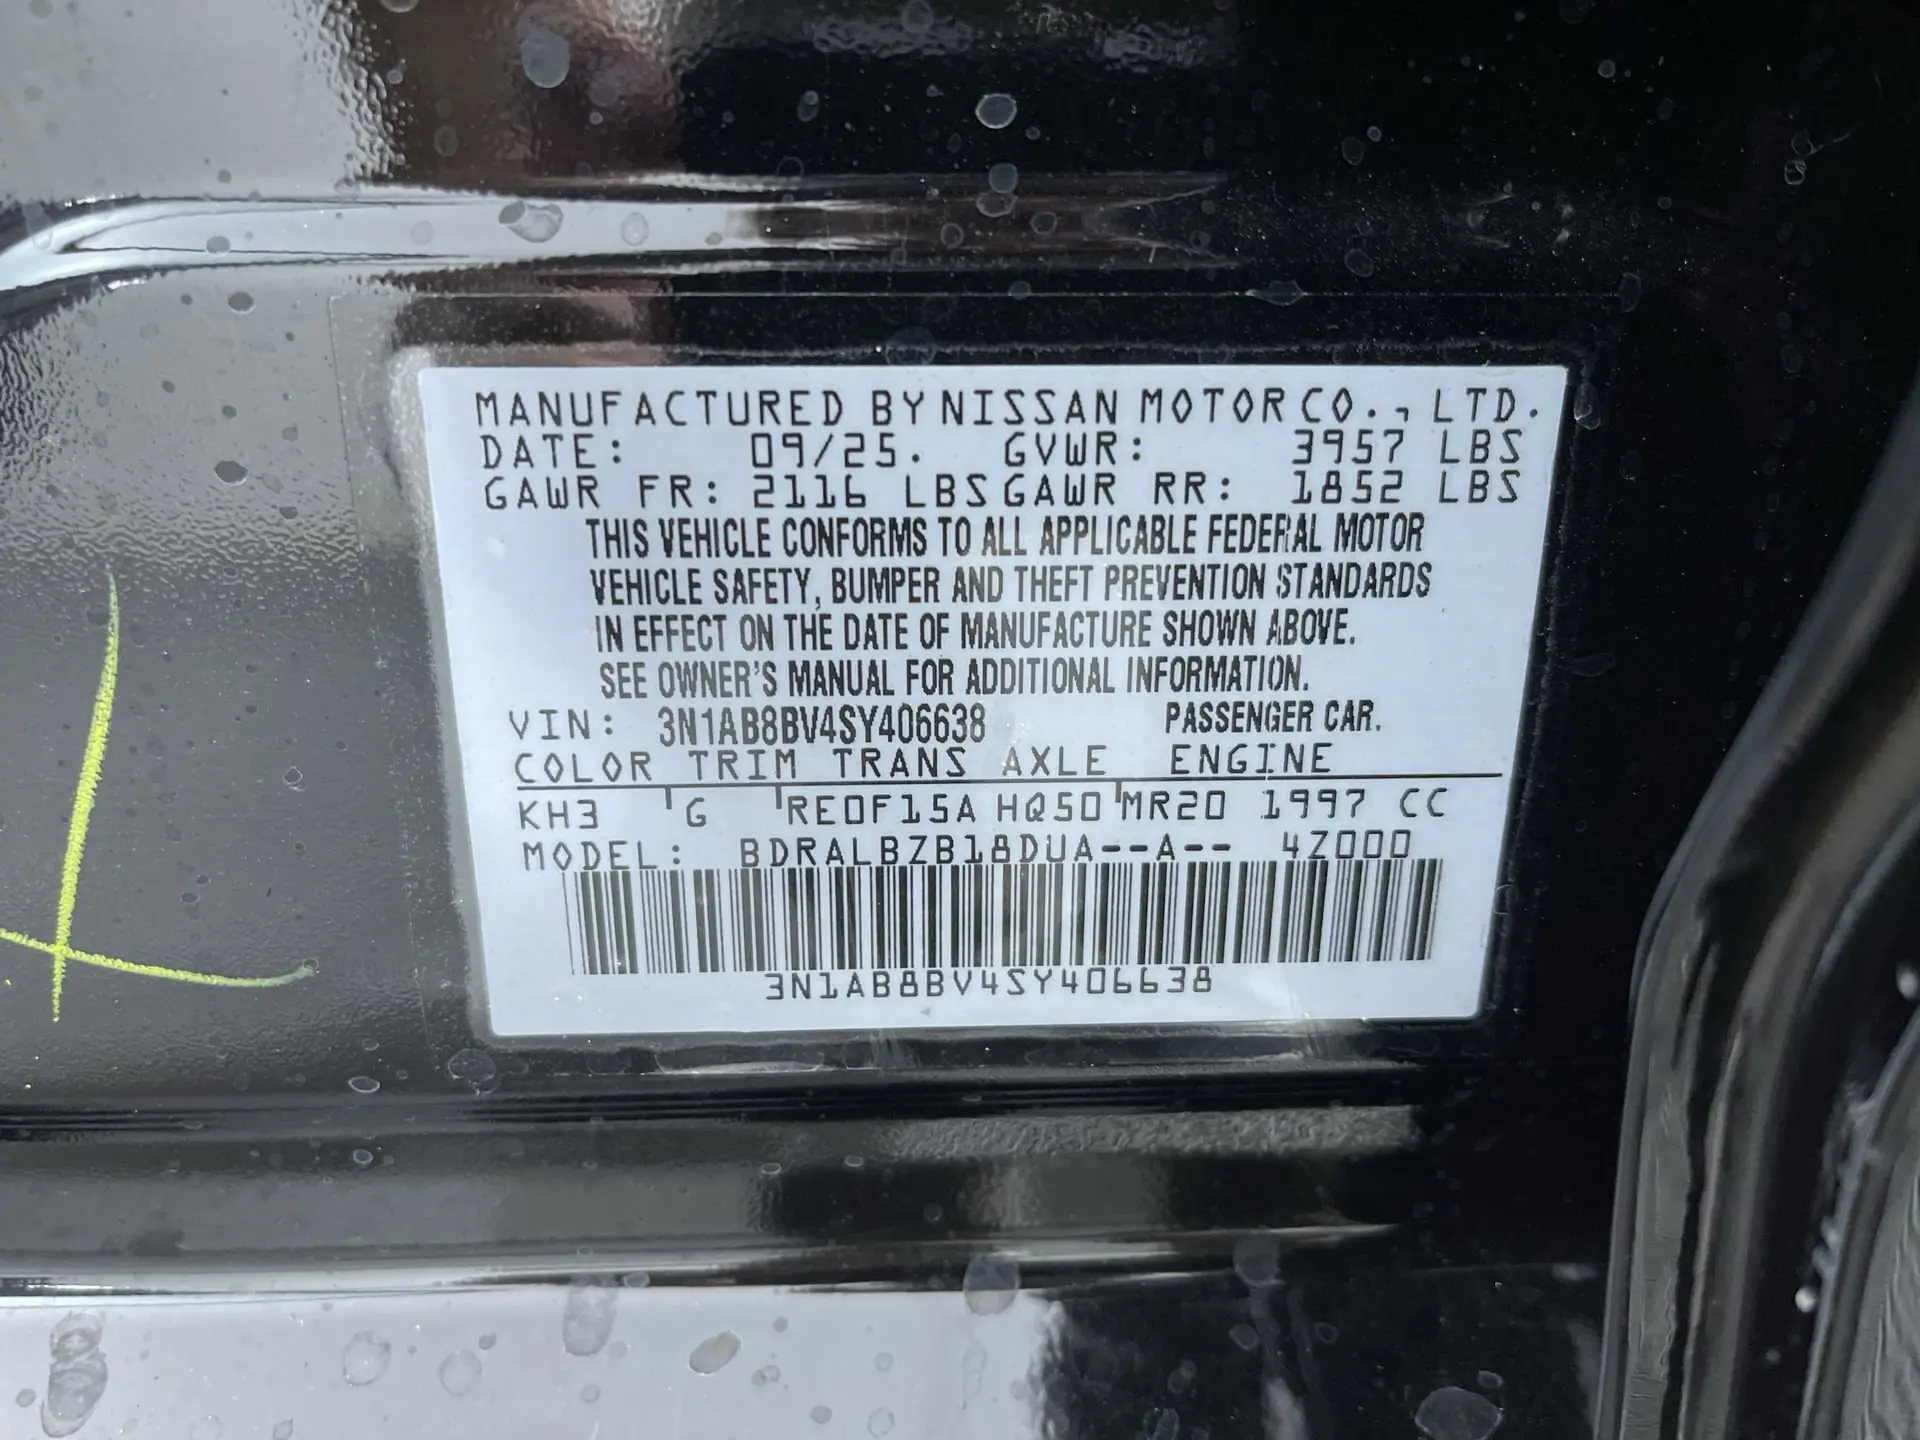 MANUFACTURED BY NISSAN MOTOR CO., LTD.
DATE: 09/25. GVWR: 3957 LBS
GAWR FR: 2116 LBS GAWR RR: 1852 LBS
THIS VEHICLE CONFORMS TO ALL APPLICABLE FEDERAL MOTOR
VEHICLE SAFETY, BUMPER AND THEFT PREVENTION STANDARDS
IN EFFECT ON THE DATE OF MANUFACTURE SHOWN ABOVE.
SEE OWNER'S MANUAL FOR ADDITIONAL INFORMATION.
VIN: 3N1AB8BV4SY406638 PASSENGER CAR.
COLOR TRIM TRANS AXLE ENGINE
KH3 G RE0F15A HQ50 MR20 1997 CC
MODEL: BDRALBZB18DUA--A-- 4Z000
3N1AB8BV4SY406638